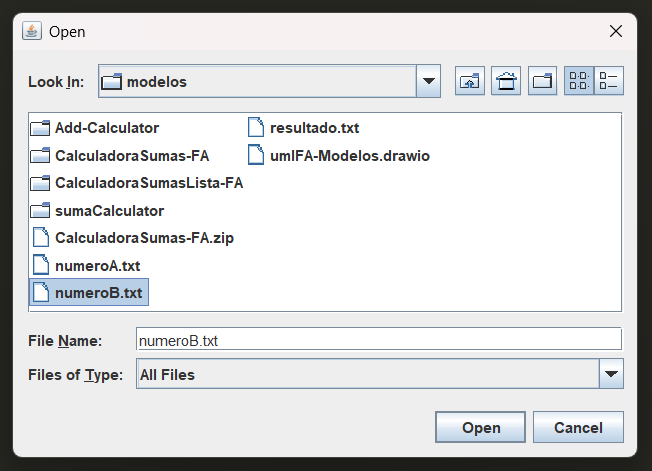 Open
Look In: modelos
Add-Calculator
CalculadoraSumas-FA
CalculadoraSumasLista-FA
sumaCalculator
CalculadoraSumas-FA.zip
numeroA.txt
numeroB.txt
resultado.txt
umlFA-Modelos.drawio
File Name: numeroB.txt
Files of Type: All Files
Open Cancel